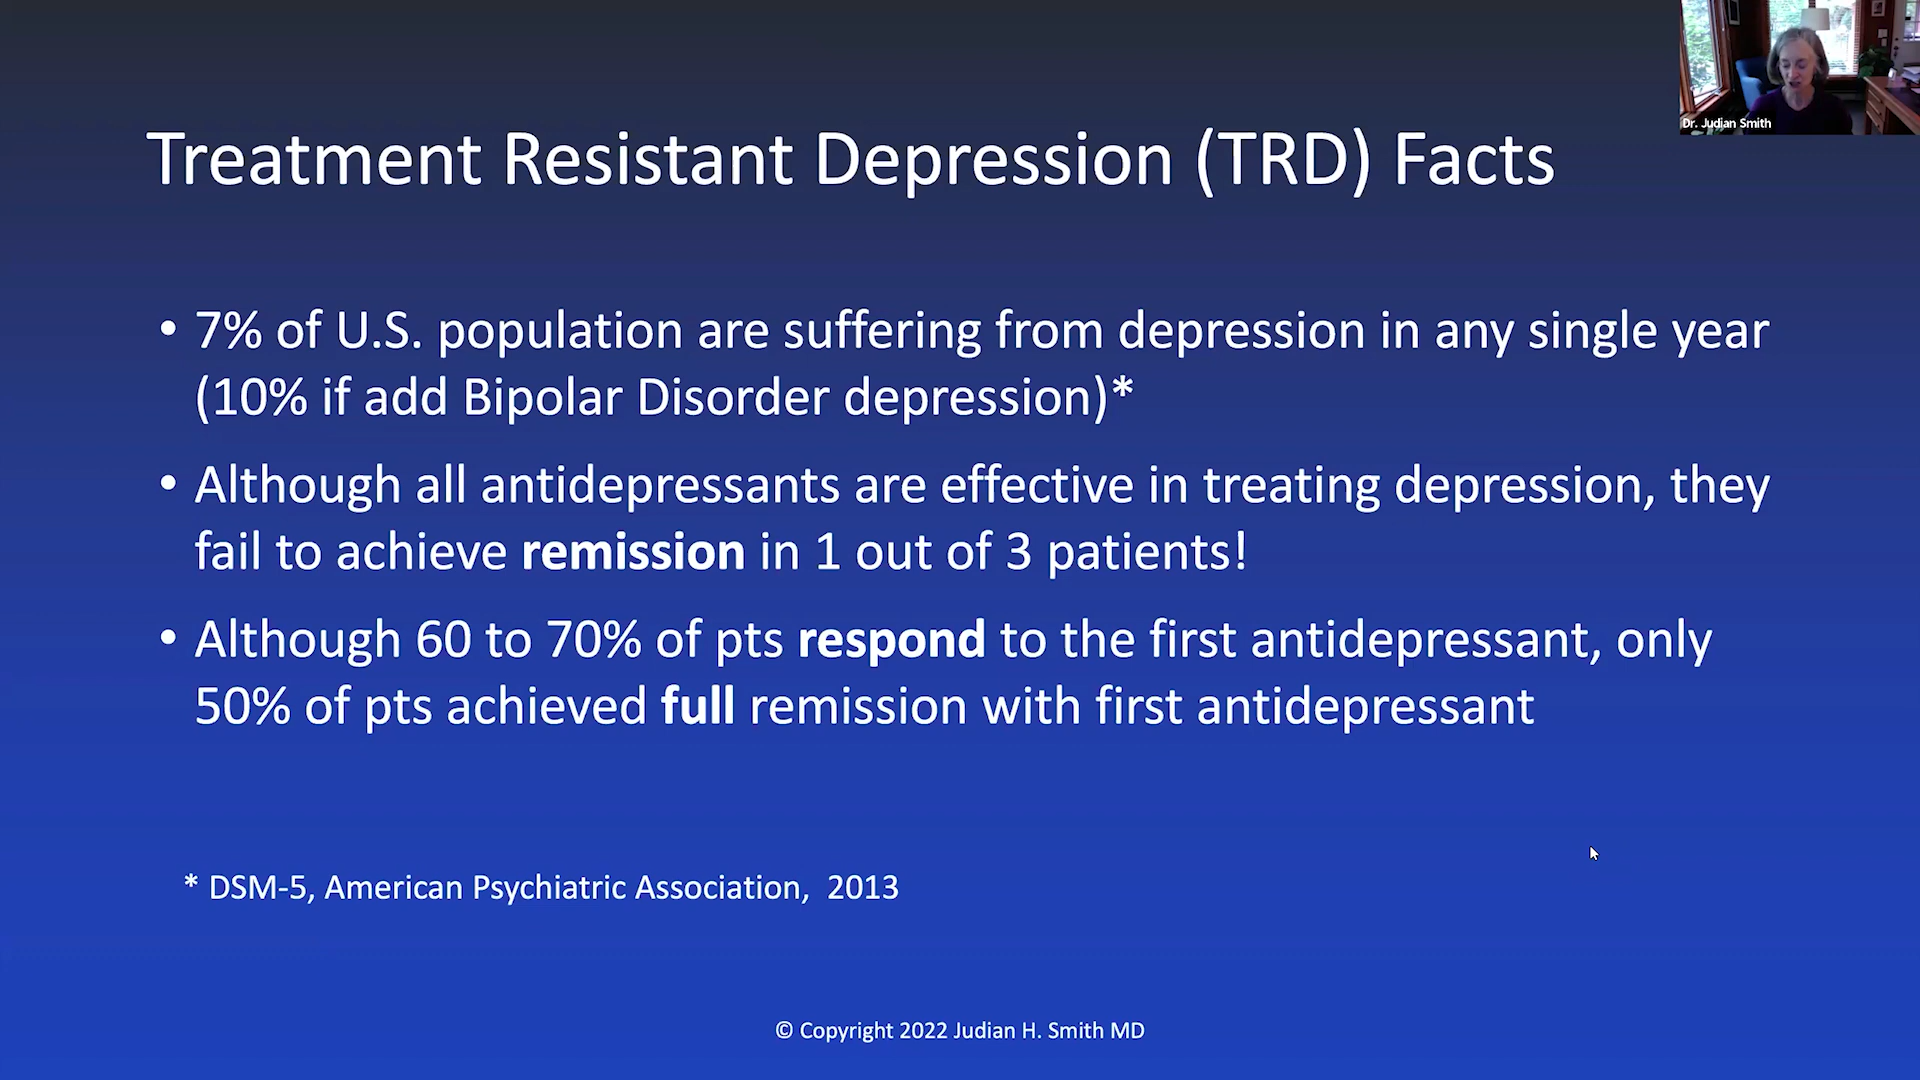 Dr. Judian Smith
Treatment Resistant Depression (TRD) Facts
• 7% of U.S. population are suffering from depression in any single year
(10% if add Bipolar Disorder depression)*
• Although all antidepressants are effective in treating depression, they
fail to achieve remission in 1 out of 3 patients!
• Although 60 to 70% of pts respond to the first antidepressant, only
50% of pts achieved full remission with first antidepressant
* DSM-5, American Psychiatric Association, 2013
© Copyright 2022 Judian H. Smith MD